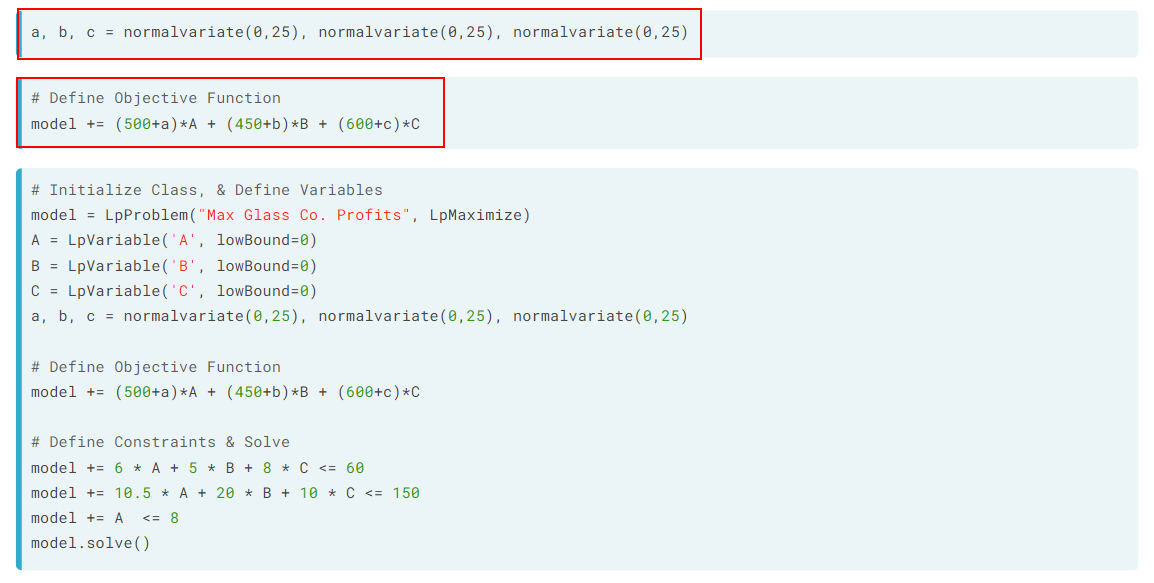 a, b, c = normalvariate(0,25), normalvariate(0,25), normalvariate(0,25)
# Define Objective Function
model += (500+a)*A + (450+b)*B + (600+c)*C
# Initialize Class, & Define Variables
model = LpProblem("Max Glass Co. Profits", LpMaximize)
A = LpVariable('A', lowBound=0)
B = LpVariable('B', lowBound=0)
C = LpVariable('C', lowBound=0)
a, b, c = normalvariate(0,25), normalvariate(0,25), normalvariate(0,25)
# Define Objective Function
model += (500+a)*A + (450+b)*B + (600+c)*C
# Define Constraints & Solve
model += 6 * A + 5 * B + 8 * C <= 60
model += 10.5 * A + 20 * B + 10 * C <= 150
model += A  <= 8
model.solve()